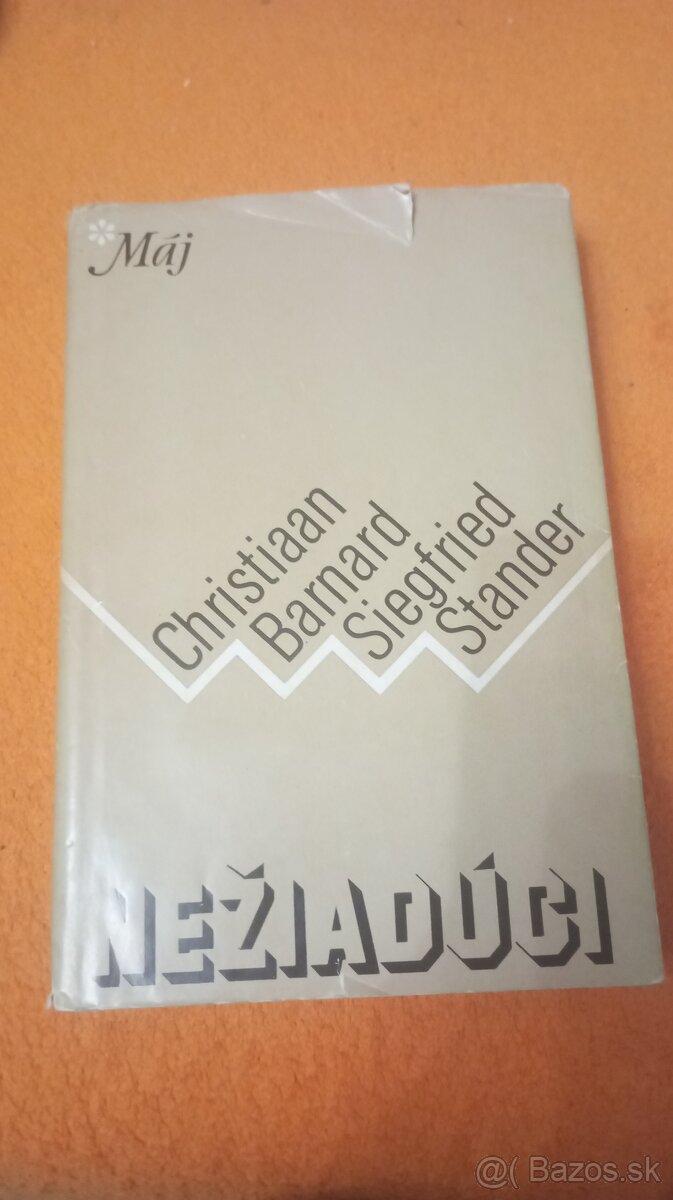 *Máj
Christiaan
Barnard
Siegfried
Stander
NEŽIADÚCI
@( Bazos.sk